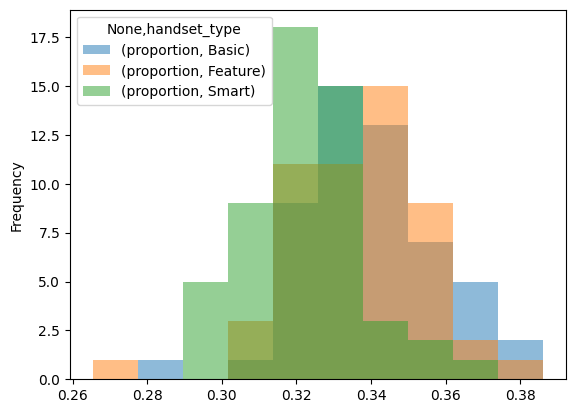 None,handset_type
(proportion, Basic)
(proportion, Feature)
(proportion, Smart)
17.5
15.0
12.5
10.0
7.5
5.0
2.5
0.0
Frequency
0.26 0.28 0.30 0.32 0.34 0.36 0.38